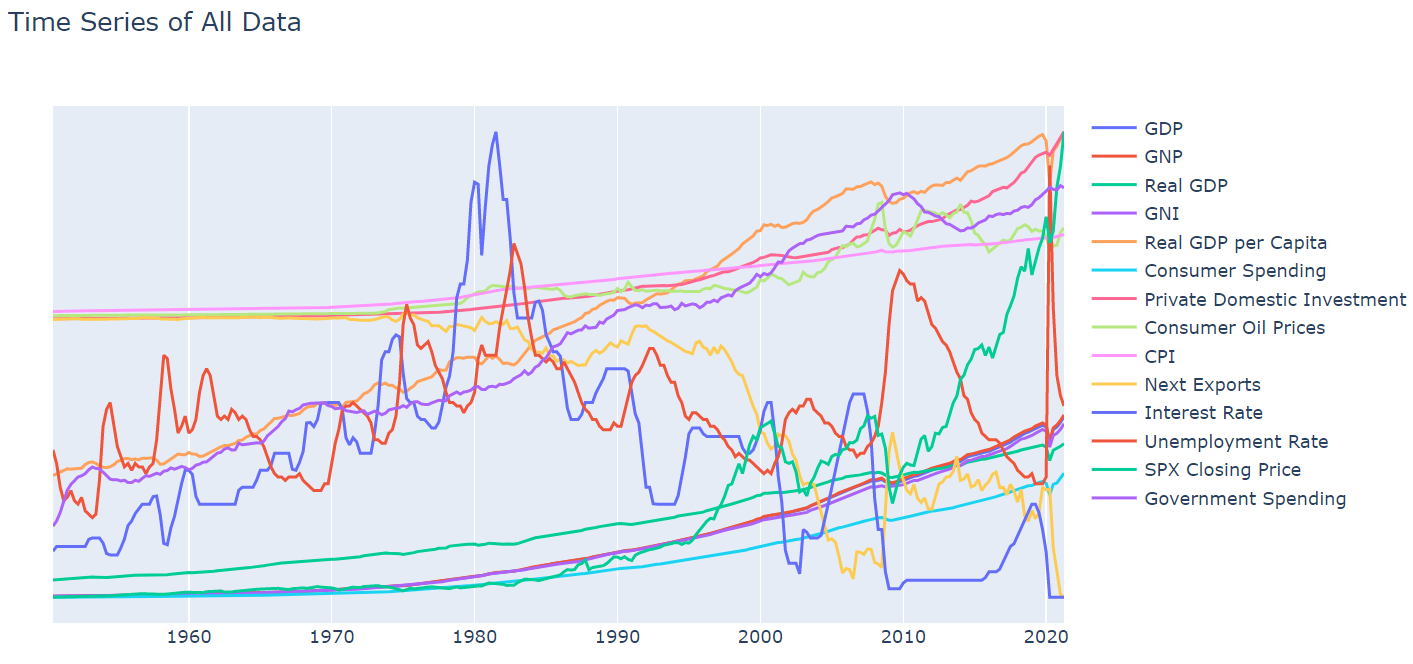 Time Series of All Data
GDP
GNP
Real GDP
GNI
Real GDP per Capita
Consumer Spending
Private Domestic Investment
Consumer Oil Prices
CPI
Next Exports
Interest Rate
Unemployment Rate
SPX Closing Price
Government Spending
1960 1970 1980 1990 2000 2010 2020